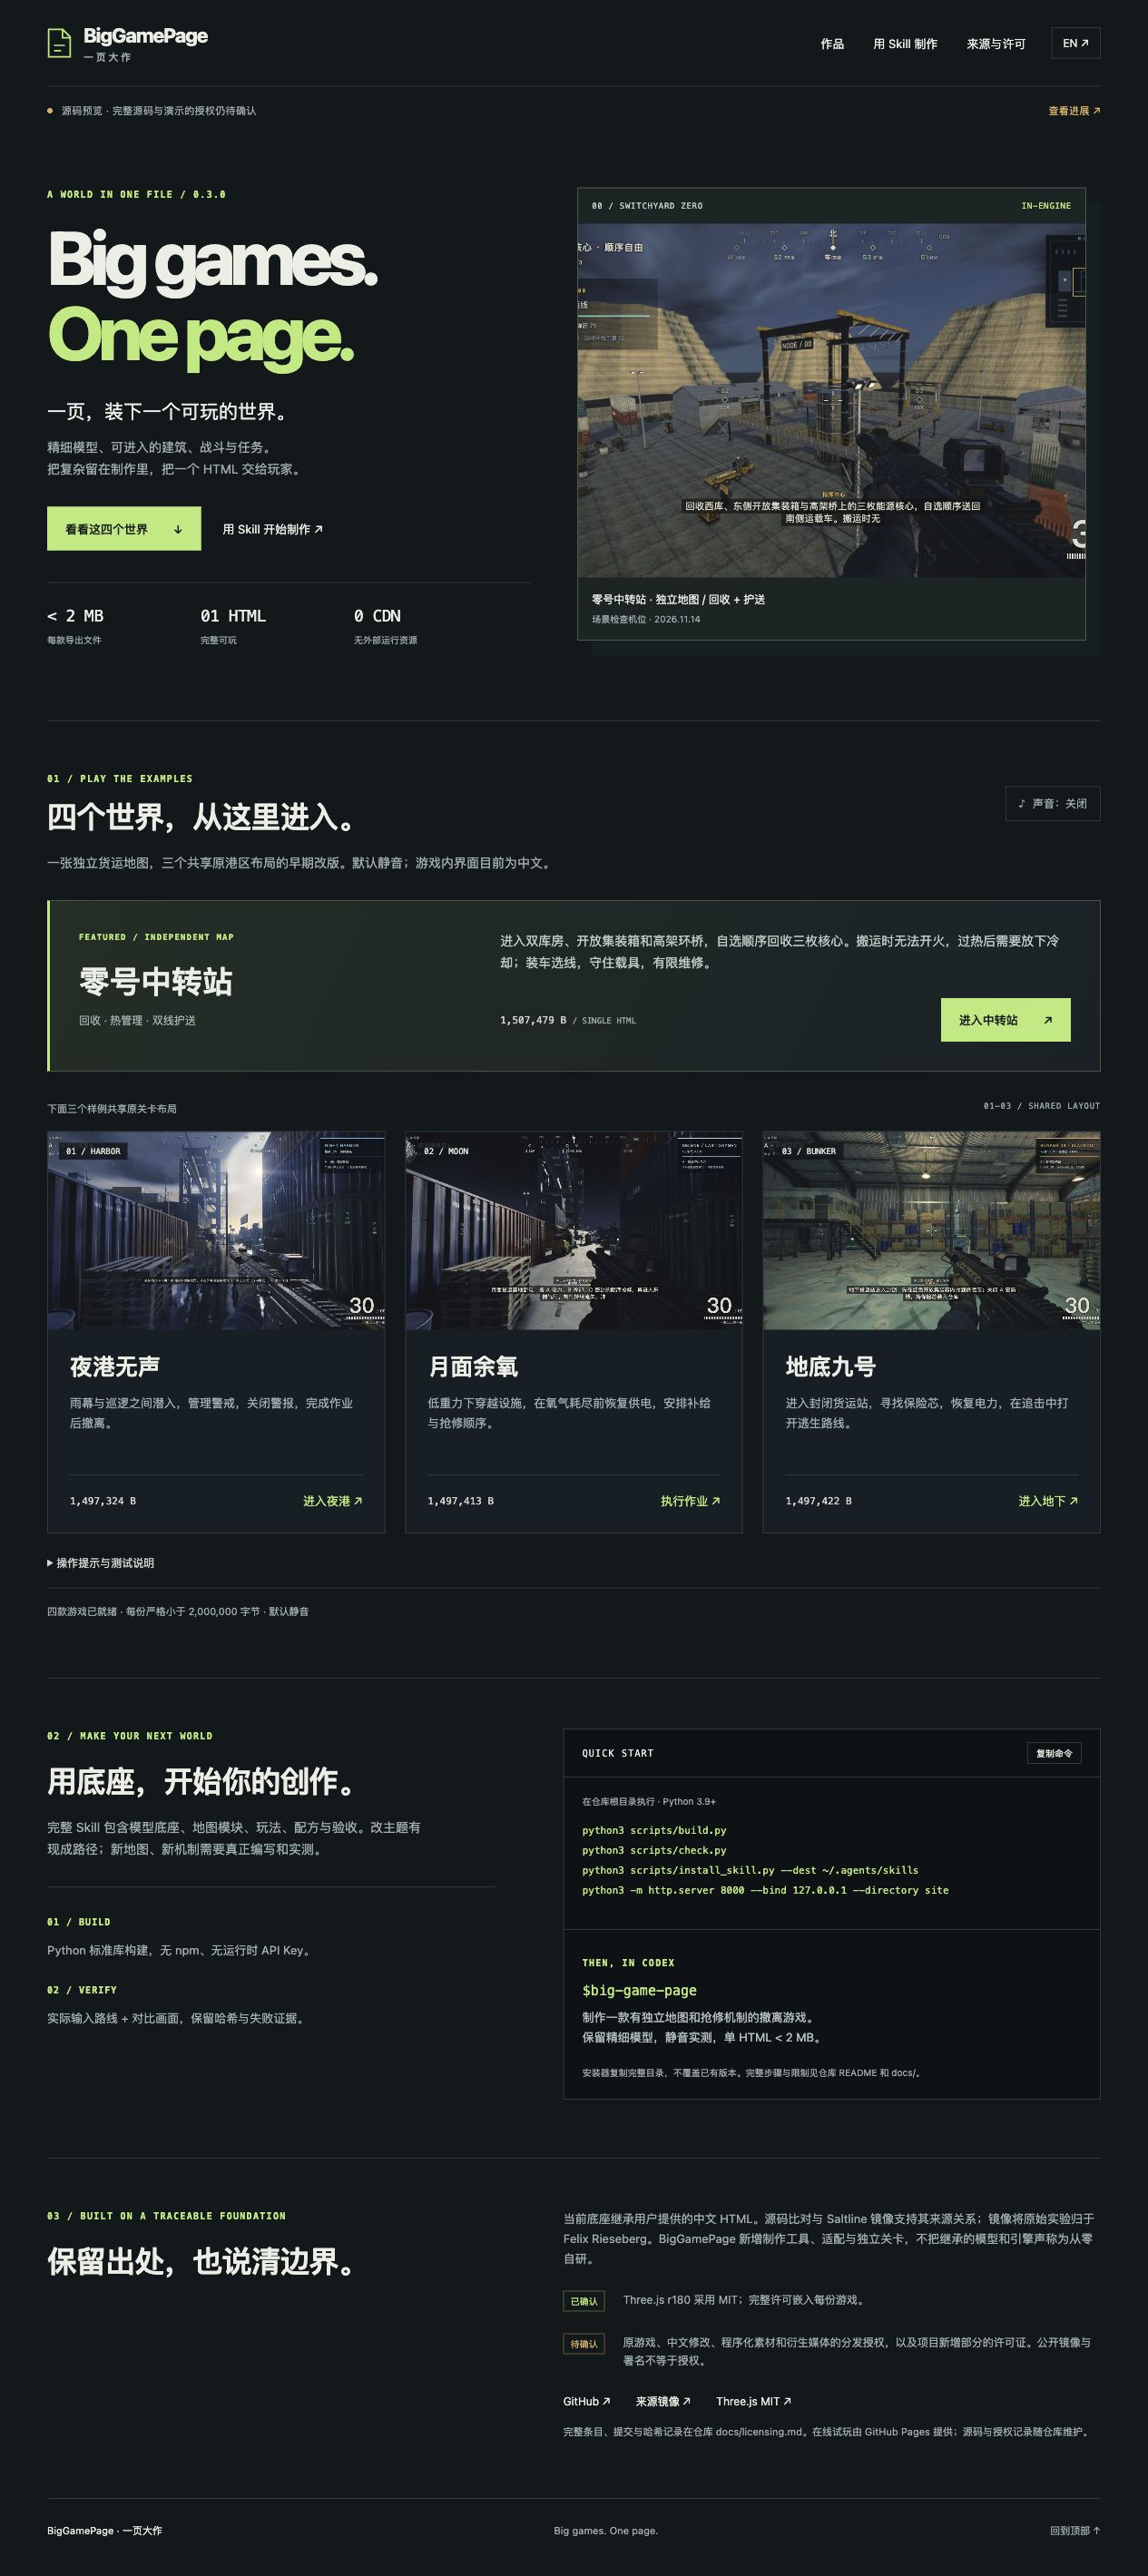 BigGamePage
一页大作
作品
用 Skill 制作
来源与许可
EN ↗
源码预览 · 完整源码与演示的授权仍待确认
查看进展 ↗
A WORLD IN ONE FILE / 0.3.0
Big games.
One page.
一页，装下一个可玩的世界。
精细模型、可进入的建筑、战斗与任务。
把复杂留在制作里，把一个 HTML 交给玩家。
看看这四个世界 ↓
用 Skill 开始制作 ↗
< 2 MB
每款导出文件
01 HTML
完整可玩
0 CDN
无外部运行资源
00 / SWITCHYARD ZERO
IN-ENGINE
核心 · 顺序自由
北
NODE / 00
指挥中心
回收西库、东侧开放集装箱与高架桥上的三枚能源核心，自选顺序送回
南侧运载车。搬运时无
零号中转站 · 独立地图 / 回收 + 护送
场景检查机位 · 2026.11.14
01 / PLAY THE EXAMPLES
四个世界，从这里进入。
♪ 声音：关闭
一张独立货运地图，三个共享原港区布局的早期改版。默认静音；游戏内界面目前为中文。
FEATURED / INDEPENDENT MAP
零号中转站
回收 · 热管理 · 双线护送
进入双库房、开放集装箱和高架环桥，自选顺序回收三枚核心。搬运时无法开火，过热后需要放下冷
却；装车选线，守住载具，有限维修。
1,507,479 B / SINGLE HTML
进入中转站 ↗
下面三个样例共享原关卡布局
01—03 / SHARED LAYOUT
01 / HARBOR
30
夜港无声
雨幕与巡逻之间潜入，管理警戒，关闭警报，完成作业
后撤离。
1,497,324 B
进入夜港 ↗
02 / MOON
30
月面余氧
低重力下穿越设施，在氧气耗尽前恢复供电，安排补给
与抢修顺序。
1,497,413 B
执行作业 ↗
03 / BUNKER
30
地底九号
进入封闭货运站，寻找保险芯，恢复电力，在追击中打
开逃生路线。
1,497,422 B
进入地下 ↗
▶ 操作提示与测试说明
四款游戏已就绪 · 每份严格小于 2,000,000 字节 · 默认静音
02 / MAKE YOUR NEXT WORLD
用底座，开始你的创作。
完整 Skill 包含模型底座、地图模块、玩法、配方与验收。改主题有
现成路径；新地图、新机制需要真正编写和实测。
01 / BUILD
Python 标准库构建，无 npm、无运行时 API Key。
02 / VERIFY
实际输入路线 + 对比画面，保留哈希与失败证据。
QUICK START
复制命令
在仓库根目录执行 · Python 3.9+
python3 scripts/build.py
python3 scripts/check.py
python3 scripts/install_skill.py --dest ~/.agents/skills
python3 -m http.server 8000 --bind 127.0.0.1 --directory site
THEN, IN CODEX
$big-game-page
制作一款有独立地图和抢修机制的撤离游戏。
保留精细模型，静音实测，单 HTML < 2 MB。
安装器复制完整目录，不覆盖已有版本。完整步骤与限制见仓库 README 和 docs/。
03 / BUILT ON A TRACEABLE FOUNDATION
保留出处，也说清边界。
当前底座继承用户提供的中文 HTML。源码比对与 Saltline 镜像支持其来源关系；镜像将原始实验归于
Felix Rieseberg。BigGamePage 新增制作工具、适配与独立关卡，不把继承的模型和引擎声称为从零
自研。
已确认
Three.js r180 采用 MIT；完整许可嵌入每份游戏。
待确认
原游戏、中文修改、程序化素材和衍生媒体的分发授权，以及项目新增部分的许可证。公开镜像与
署名不等于授权。
GitHub ↗
来源镜像 ↗
Three.js MIT ↗
完整条目、提交与哈希记录在仓库 docs/licensing.md。在线试玩由 GitHub Pages 提供；源码与授权记录随仓库维护。
BigGamePage · 一页大作
Big games. One page.
回到顶部 ↑